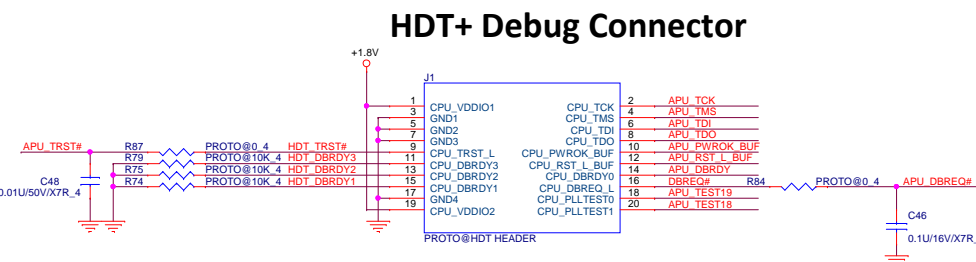 HDT+ Debug Connector
+1.8V
J1
1 CPU_VDDIO1 CPU_TCK 2 APU_TCK
3 GND1 CPU_TMS 4 APU_TMS
5 GND2 CPU_TDI 6 APU_TDI
7 GND3 CPU_TDO 8 APU_TDO
APU_TRST# R87 PROTO@0_4 HDT_TRST# 9 CPU_TRST_L CPU_PWROK_BUF 10 APU_PWROK_BUF
R79 PROTO@10K_4 HDT_DBRDY3 11 CPU_DBRDY3 CPU_RST_L_BUF 12 APU_RST_L_BUF
R75 PROTO@10K_4 HDT_DBRDY2 13 CPU_DBRDY2 CPU_DBRDY0 14 APU_DBRDY
R74 PROTO@10K_4 HDT_DBRDY1 15 CPU_DBRDY1 CPU_DBREQ_L 16 DBREQ# R84 PROTO@0_4 APU_DBREQ#
17 GND4 CPU_PLLTEST0 18 APU_TEST19
19 CPU_VDDIO2 CPU_PLLTEST1 20 APU_TEST18
C48
0.01U/50V/X7R_4
C46
0.1U/16V/X7R_
PROTO@HDT HEADER